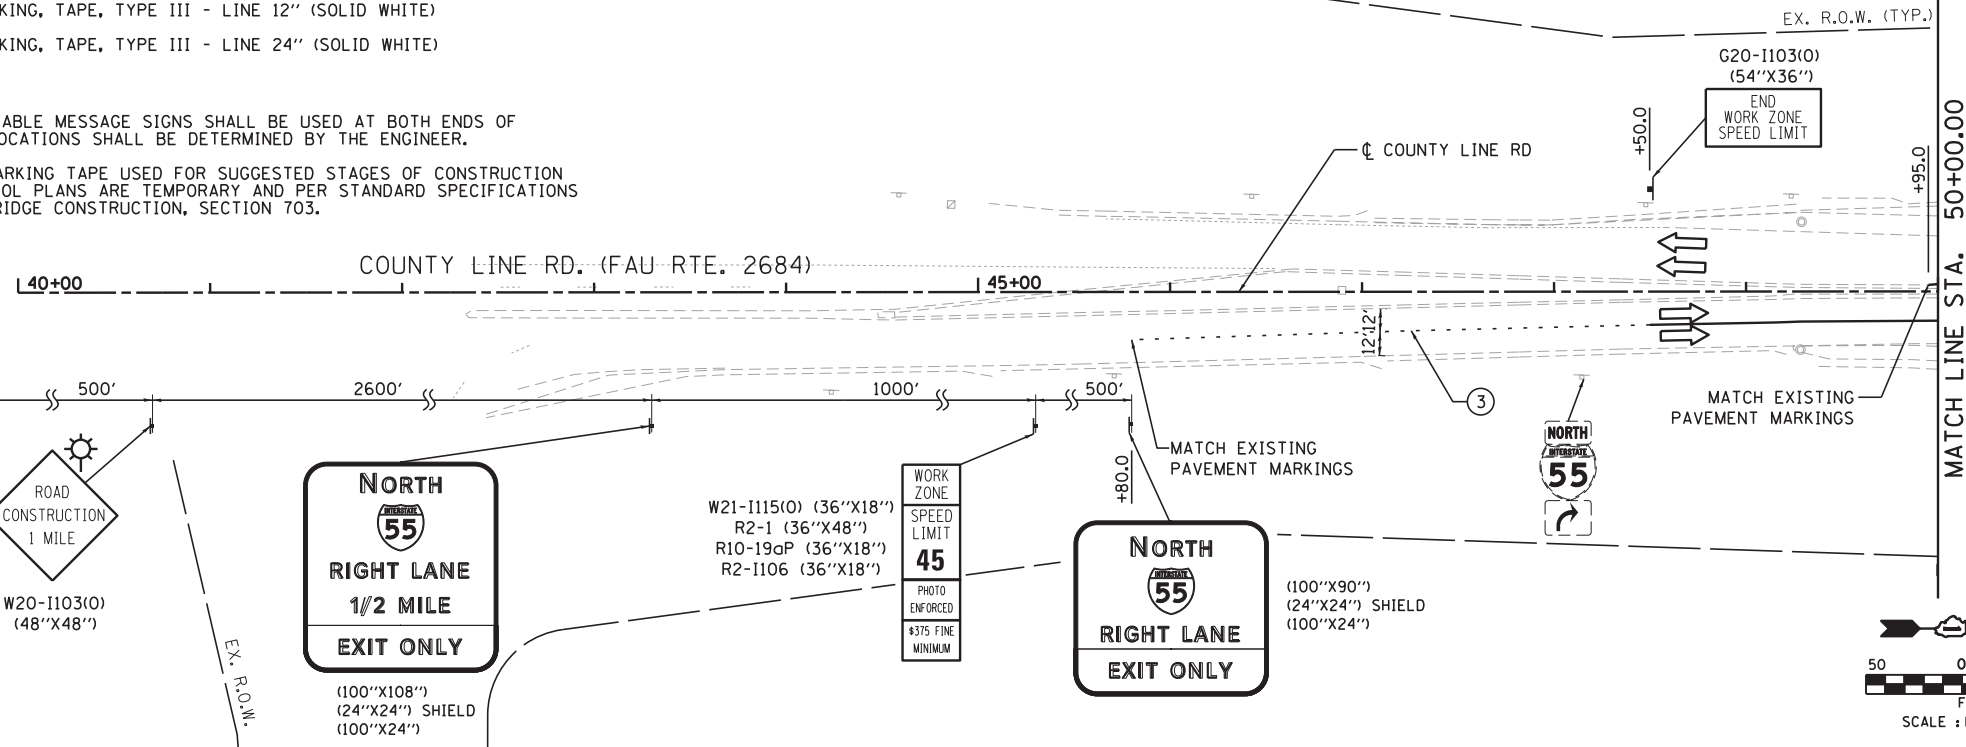 KING, TAPE, TYPE III - LINE 12" (SOLID WHITE)
KING, TAPE, TYPE III - LINE 24" (SOLID WHITE)
ABLE MESSAGE SIGNS SHALL BE USED AT BOTH ENDS OF
OCATIONS SHALL BE DETERMINED BY THE ENGINEER.
ARKING TAPE USED FOR SUGGESTED STAGES OF CONSTRUCTION
OL PLANS ARE TEMPORARY AND PER STANDARD SPECIFICATIONS
RIDGE CONSTRUCTION, SECTION 703.
EX. R.O.W. (TYP.)
G20-I103(O)
(54"X36")
END
WORK ZONE
SPEED LIMIT
+50.0
+95.0
MATCH LINE STA. 50+00.00
℄ COUNTY LINE RD
COUNTY LINE RD. (FAU RTE. 2684)
40+00
45+00
12'
12'
500'
2600'
1000'
500'
3
MATCH EXISTING
PAVEMENT MARKINGS
MATCH EXISTING
PAVEMENT MARKINGS
+80.0
ROAD
CONSTRUCTION
1 MILE
W20-I103(O)
(48"X48")
EX. R.O.W.
NORTH
INTERSTATE
55
RIGHT LANE
1/2 MILE
EXIT ONLY
(100"X108")
(24"X24") SHIELD
(100"X24")
W21-I115(O) (36"X18")
R2-1 (36"X48")
R10-19aP (36"X18")
R2-I106 (36"X18")
WORK
ZONE
SPEED
LIMIT
45
PHOTO
ENFORCED
$375 FINE
MINIMUM
NORTH
INTERSTATE
55
RIGHT LANE
EXIT ONLY
(100"X90")
(24"X24") SHIELD
(100"X24")
NORTH
INTERSTATE
55
50
0
F
SCALE :